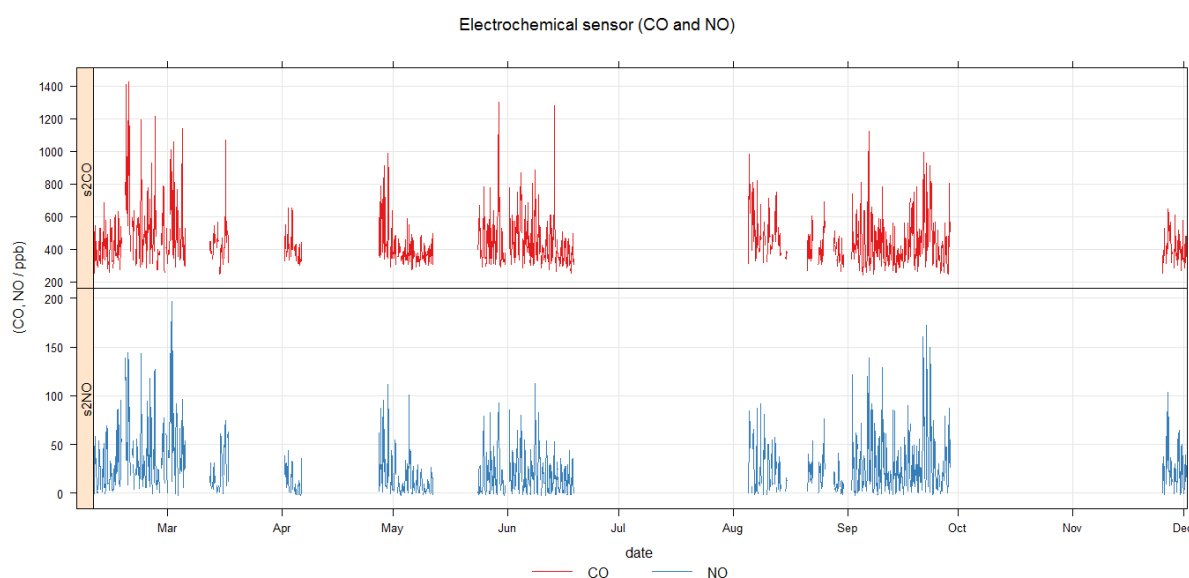 Electrochemical sensor (CO and NO)
(CO, NO / ppb)
s2CO
1400
1200
1000
800
600
400
200
s2NO
200
150
100
50
0
Mar Apr May Jun Jul Aug Sep Oct Nov Dec
date
CO NO